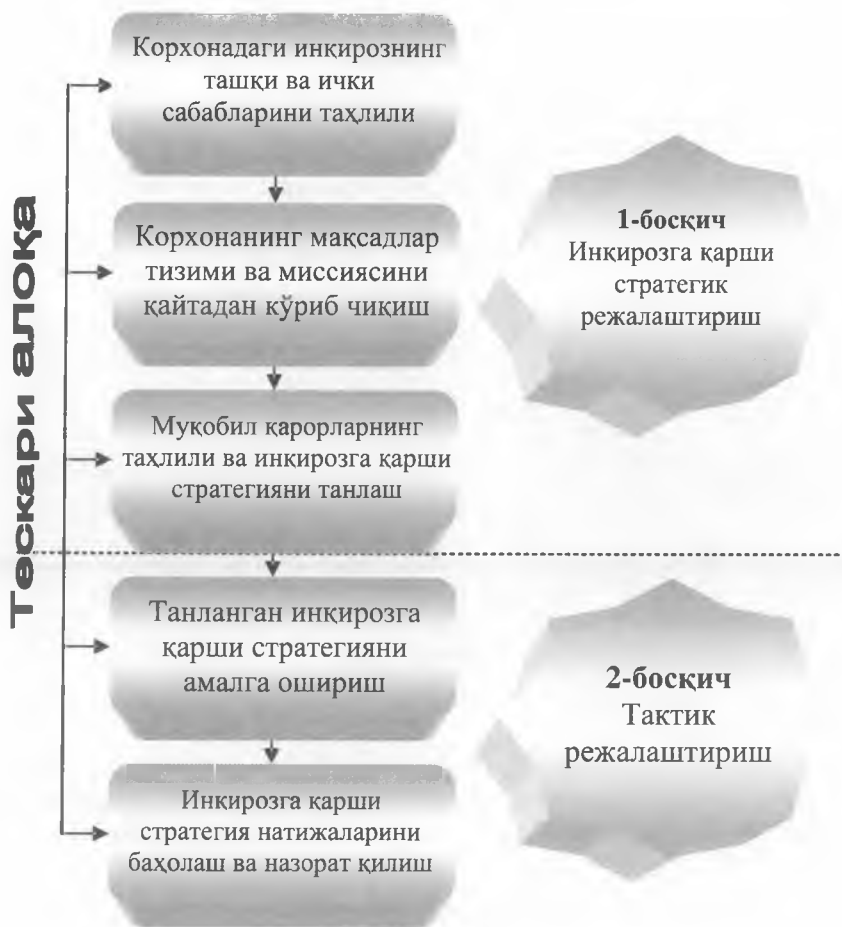 Корхонадаги инқирознинг
ташқи ва ички
сабабларини таҳлили
Корхонанинг мақсадлар
тизими ва миссиясини
қайтадан кўриб чиқиш
Муқобил қарорларнинг
таҳлили ва инқирозга қарши
стратегияни танлаш
1-босқич
Инқирозга қарши
стратегик
режалаштириш
Танланган инқирозга
қарши стратегияни
амалга ошириш
Инқирозга қарши
стратегия натижаларини
баҳолаш ва назорат қилиш
2-босқич
Тактик
режалаштириш
Тескари алоқа